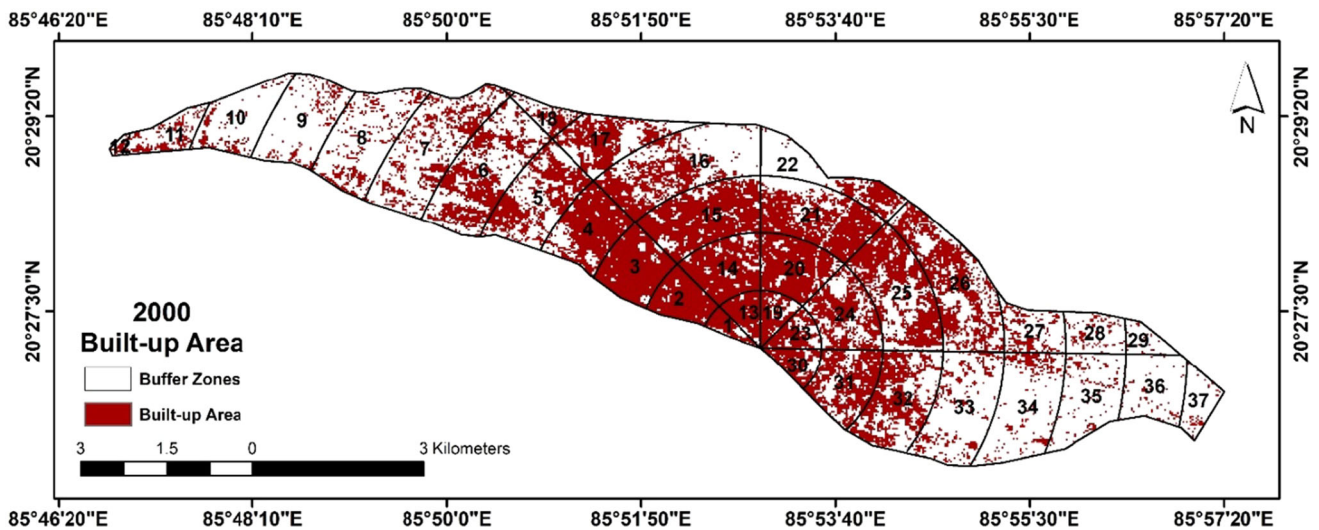 85°46'20"E 85°48'10"E 85°50'00"E 85°51'50"E 85°53'40"E 85°55'30"E 85°57'20"E
20°29'20"N
20°27'30"N
20°29'20"N
20°27'30"N
N
12 11 10 9 8 7 6 5 4 3 2 1
18 17 16 15 14 13
22 21 20 19
26 25 24 23
27 28 29
30 31 32 33 34 35 36 37
2000
Built-up Area
Buffer Zones
Built-up Area
3 1.5 0 3 Kilometers
85°46'20"E 85°48'10"E 85°50'00"E 85°51'50"E 85°53'40"E 85°55'30"E 85°57'20"E